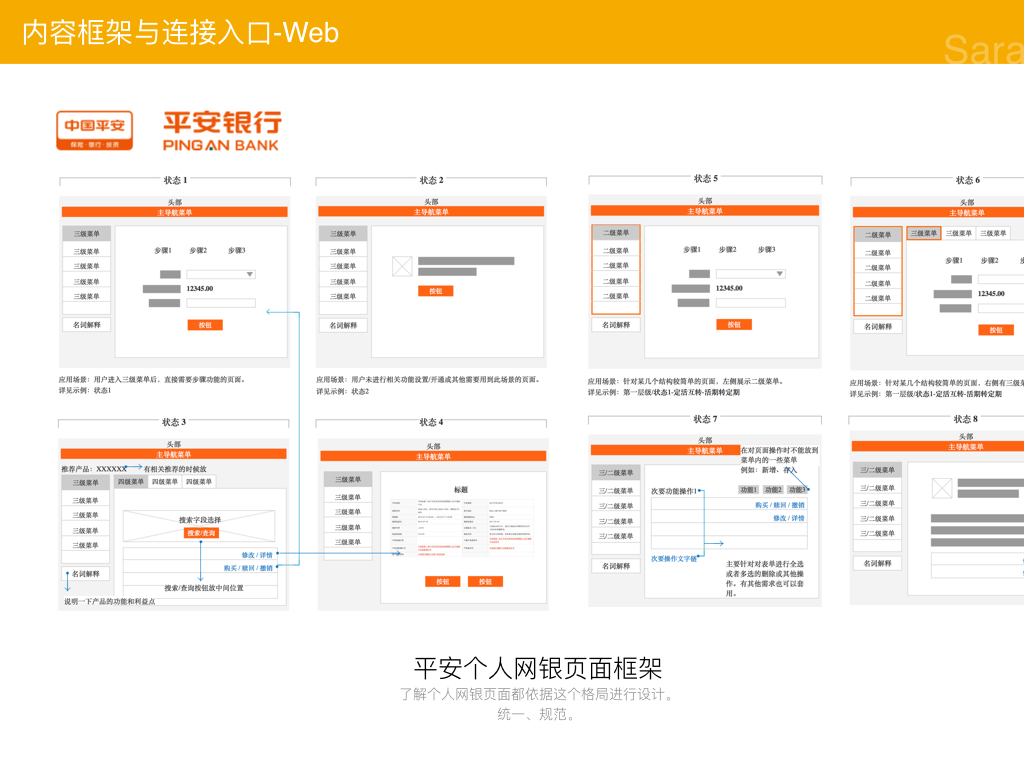 内容框架与连接入口-Web
Sara
中国平安
保险·银行·投资
平安银行
PINGAN BANK
状态 1
头部
主导航菜单
三级菜单
三级菜单
三级菜单
三级菜单
三级菜单
名词解释
步骤1 步骤2 步骤3
12345.00
按钮
应用场景：用户进入三级菜单后，直接需要步骤功能的页面。
详见示例：状态1
状态 2
头部
主导航菜单
三级菜单
三级菜单
三级菜单
三级菜单
三级菜单
名词解释
按钮
应用场景：用户未进行相关功能设置/开通或其他需要用到此场景的页面。
详见示例：状态2
状态 5
头部
主导航菜单
二级菜单
二级菜单
二级菜单
二级菜单
二级菜单
名词解释
步骤1 步骤2 步骤3
12345.00
按钮
应用场景：针对某几个结构较简单的页面，左侧展示二级菜单。
详见示例：第一层级/状态1-定活互转-活期转定期
状态 6
头部
主导航菜单
二级菜单
二级菜单
二级菜单
二级菜单
二级菜单
名词解释
三级菜单 三级菜单 三级菜单
步骤1 步骤2
12345.00
按钮
应用场景：针对某几个结构较简单的页面，右侧有三级菜
详见示例：第一层级/状态1-定活互转-活期转定期
状态 3
头部
主导航菜单
推荐产品：XXXXXX 有相关推荐的时候放
三级菜单
三级菜单
三级菜单
三级菜单
三级菜单
名词解释
四级菜单 四级菜单 四级菜单
搜索字段选择
搜索/查询
修改 / 详情
购买 / 赎回 / 撤销
搜索/查询按钮放中间位置
说明一下产品的功能和利益点
状态 4
头部
主导航菜单
三级菜单
三级菜单
三级菜单
三级菜单
三级菜单
标题
按钮 按钮
状态 7
头部
主导航菜单
在对页面操作时不能放到
菜单内的一些菜单
例如：新增、存入
三/二级菜单
三/二级菜单
三/二级菜单
三/二级菜单
三/二级菜单
名词解释
次要功能操作1
功能1 功能2 功能3
购买 / 赎回 / 撤销
修改 / 详情
次要操作文字链
主要针对对表单进行全选
或者多选的删除或其他操
作。有其他需求也可以套
用。
状态 8
头部
主导航菜单
三/二级菜单
三/二级菜单
三/二级菜单
三/二级菜单
三/二级菜单
名词解释
平安个人网银页面框架
了解个人网银页面都依据这个格局进行设计。
统一、规范。